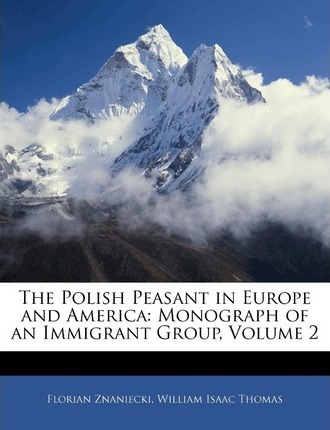 The Polish Peasant in Europe
and America: Monograph of
an Immigrant Group, Volume 2
Florian Znaniecki, William Isaac Thomas